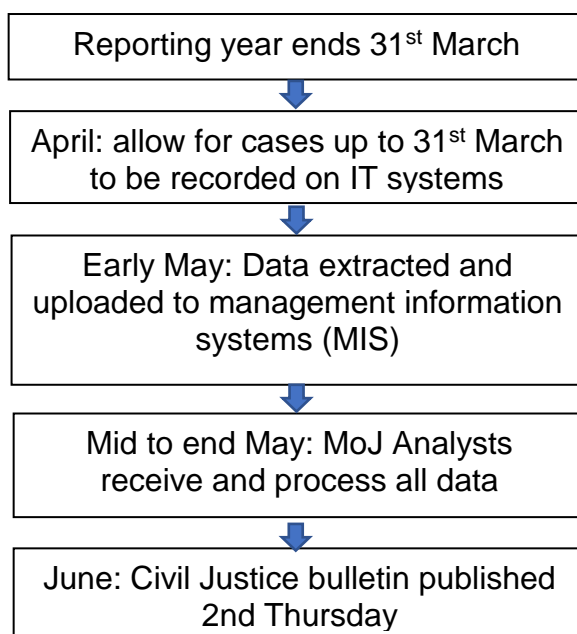 Reporting year ends 31st March
April: allow for cases up to 31st March
to be recorded on IT systems
Early May: Data extracted and
uploaded to management information
systems (MIS)
Mid to end May: MoJ Analysts
receive and process all data
June: Civil Justice bulletin published
2nd Thursday